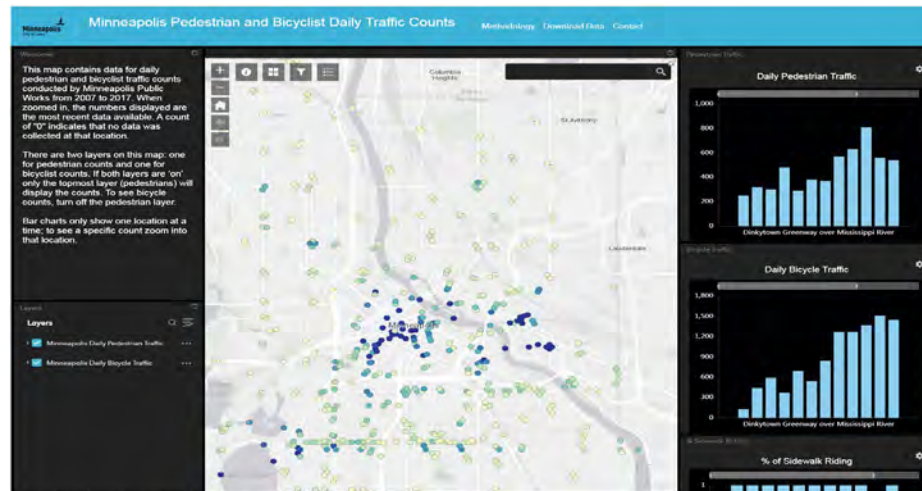 Minneapolis
Minneapolis Pedestrian and Bicyclist Daily Traffic Counts
Methodology Download Data Contact
Welcome
This map contains data for daily
pedestrian and bicyclist traffic counts
conducted by Minneapolis Public
Works from 2007 to 2017. When
zoomed in, the numbers displayed are
the most recent data available. A count
of "0" indicates that no data was
collected at that location.
There are two layers on this map: one
for pedestrian counts and one for
bicyclist counts. If both layers are 'on'
only the topmost layer (pedestrians) will
display the counts. To see bicycle
counts, turn off the pedestrian layer.
Bar charts only show one location at a
time; to see a specific count zoom into
that location.
Layers
Layers
Minneapolis Daily Pedestrian Traffic
Minneapolis Daily Bicycle Traffic
Columbia
Heights
St Anthony
Lauderdale
Minneapolis
Pedestrian Traffic
Daily Pedestrian Traffic
1,000
800
600
400
200
0
Dinkytown Greenway over Mississippi River
Bicycle Traffic
Daily Bicycle Traffic
1,800
1,500
1,200
900
600
300
0
Dinkytown Greenway over Mississippi River
% Sidewalk Riding
% of Sidewalk Riding
1